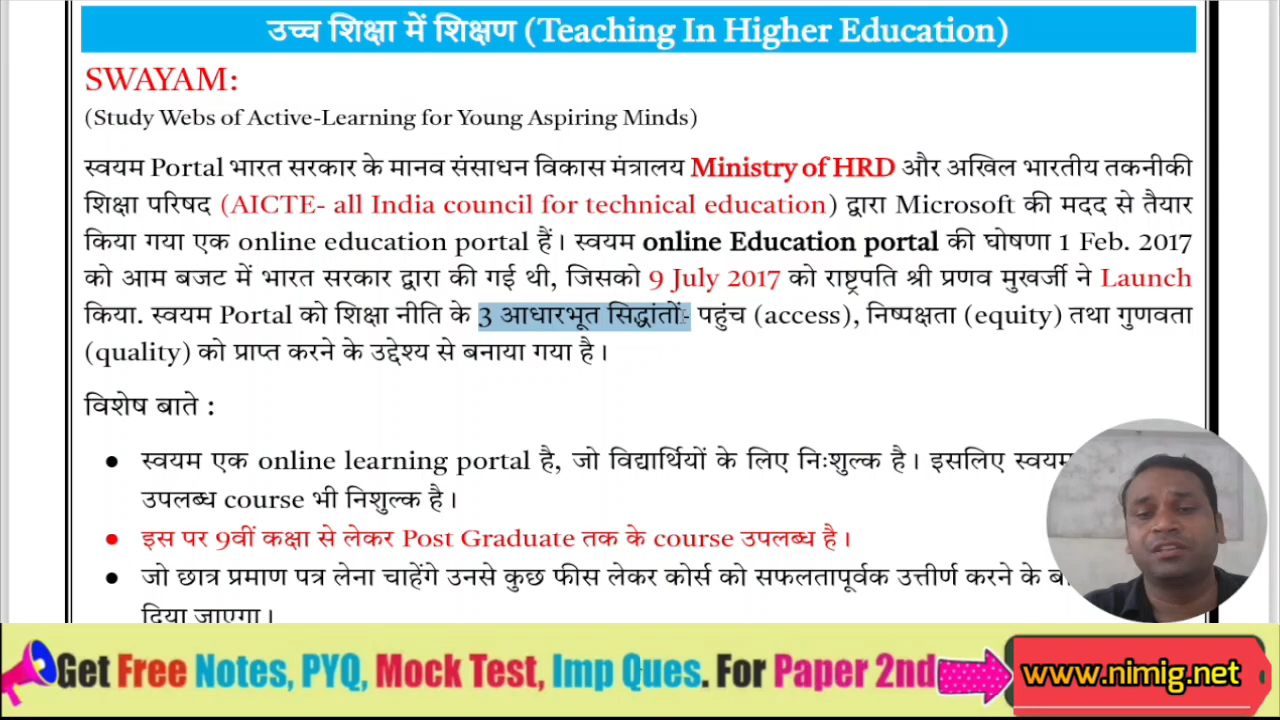 उच्च शिक्षा में शिक्षण (Teaching In Higher Education)
SWAYAM:
(Study Webs of Active-Learning for Young Aspiring Minds)
स्वयम Portal भारत सरकार के मानव संसाधन विकास मंत्रालय Ministry of HRD और अखिल भारतीय तकनीकी
शिक्षा परिषद (AICTE- all India council for technical education) द्वारा Microsoft की मदद से तैयार
किया गया एक online education portal हैं। स्वयम online Education portal की घोषणा 1 Feb. 2017
को आम बजट में भारत सरकार द्वारा की गई थी, जिसको 9 July 2017 को राष्ट्रपति श्री प्रणव मुखर्जी ने Launch
किया. स्वयम Portal को शिक्षा नीति के 3 आधारभूत सिद्धांतों- पहुंच (access), निष्पक्षता (equity) तथा गुणवता
(quality) को प्राप्त करने के उद्देश्य से बनाया गया है।
विशेष बाते :
● स्वयम एक online learning portal है, जो विद्यार्थियों के लिए निःशुल्क है। इसलिए स्वयम
उपलब्ध course भी निशुल्क है।
● इस पर 9वीं कक्षा से लेकर Post Graduate तक के course उपलब्ध है।
● जो छात्र प्रमाण पत्र लेना चाहेंगे उनसे कुछ फीस लेकर कोर्स को सफलतापूर्वक उत्तीर्ण करने के
दिया जाएगा।
Get Free Notes, PYQ, Mock Test, Imp Ques. For Paper 2nd
www.nimig.net